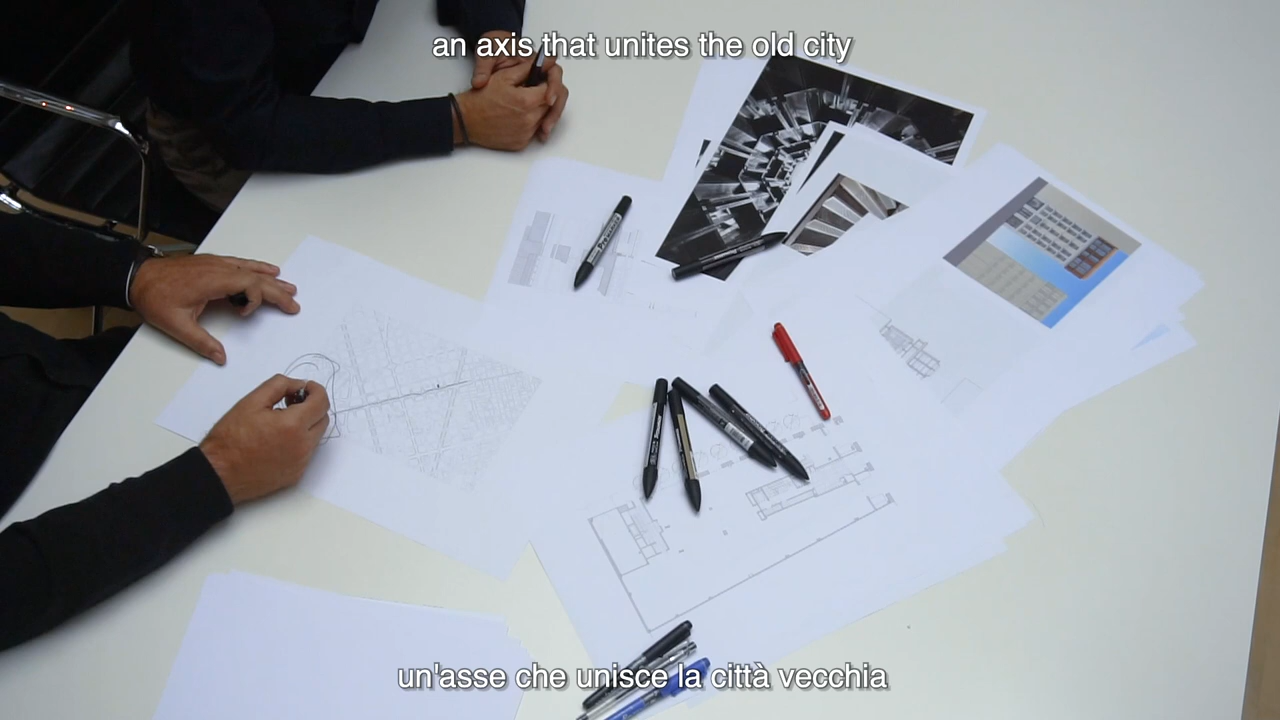 an axis that unites the old city
un'asse che unisce la città vecchia